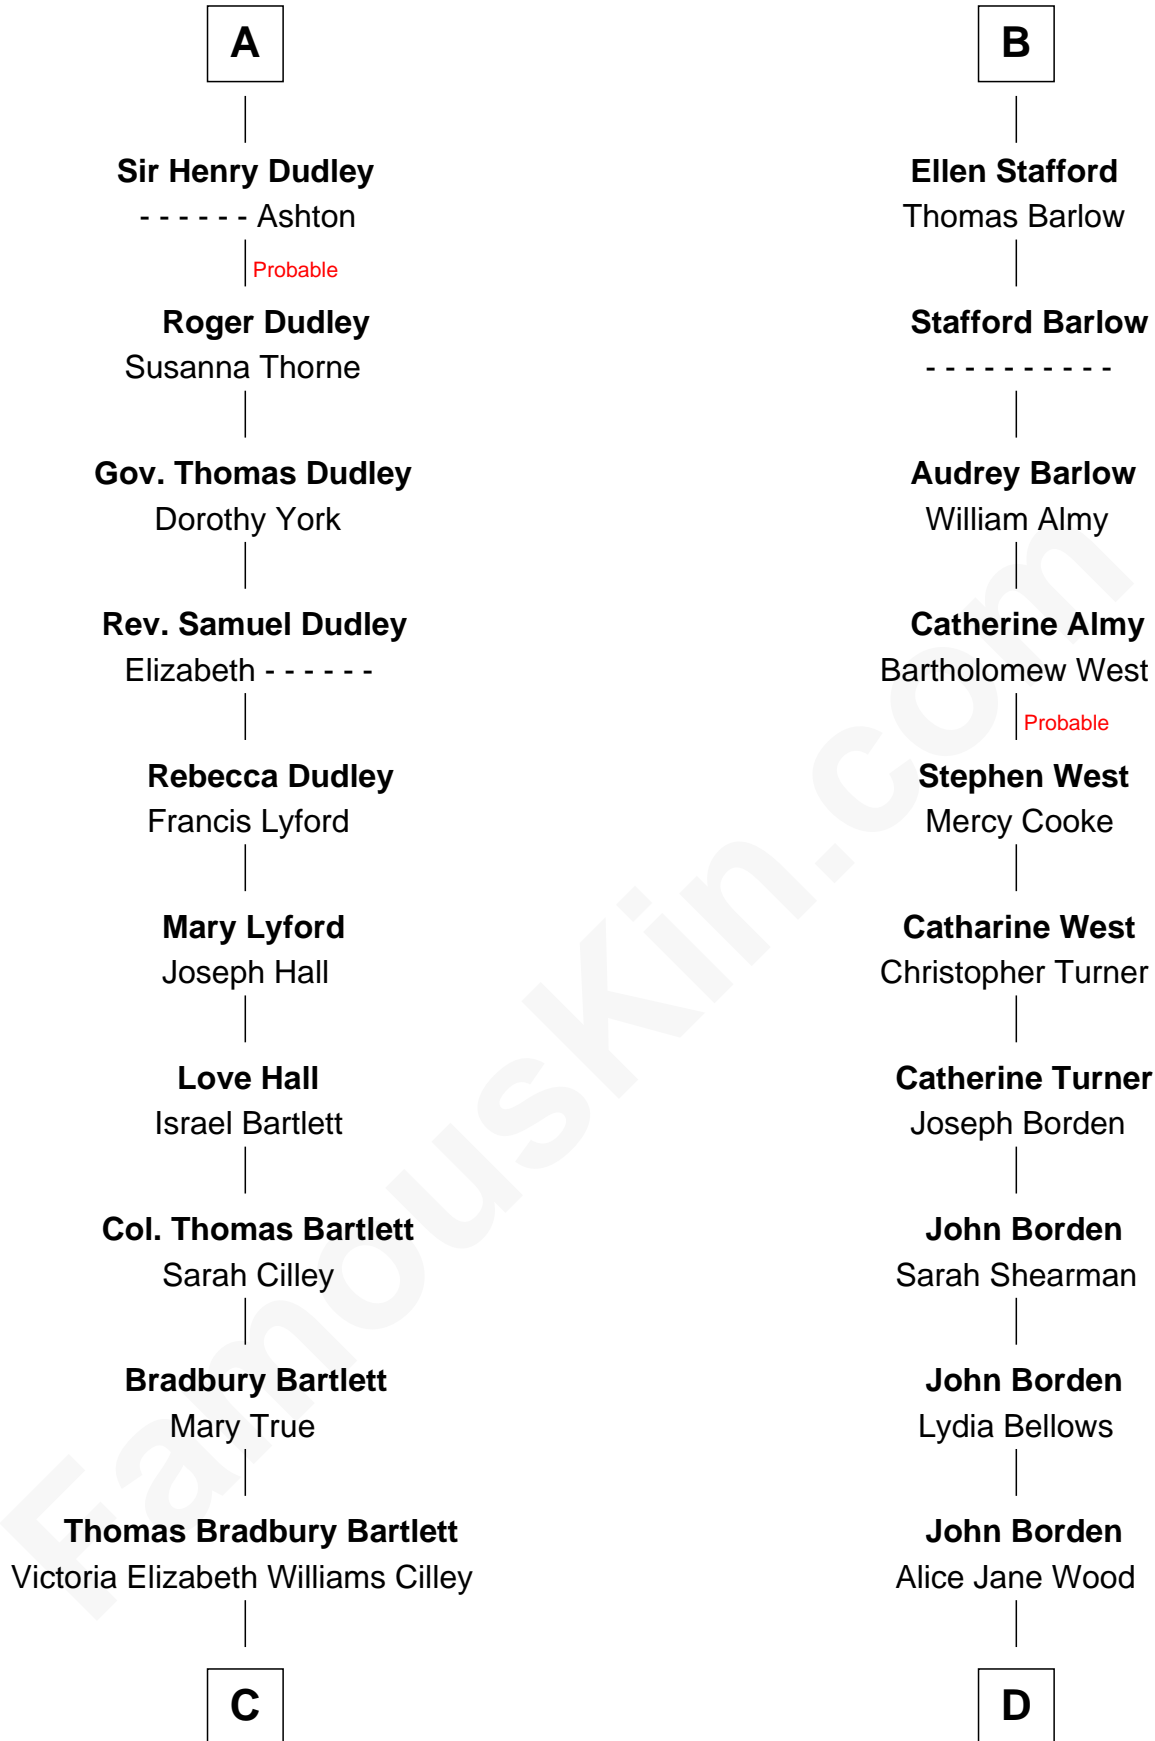 A
Sir Henry Dudley
- - - - - - Ashton
Probable
Roger Dudley
Susanna Thorne
Gov. Thomas Dudley
Dorothy York
Rev. Samuel Dudley
Elizabeth - - - - - -
Rebecca Dudley
Francis Lyford
Mary Lyford
Joseph Hall
Love Hall
Israel Bartlett
Col. Thomas Bartlett
Sarah Cilley
Bradbury Bartlett
Mary True
Thomas Bradbury Bartlett
Victoria Elizabeth Williams Cilley
C
B
Ellen Stafford
Thomas Barlow
Stafford Barlow
- - - - - - - - - -
Audrey Barlow
William Almy
Catherine Almy
Bartholomew West
Probable
Stephen West
Mercy Cooke
Catharine West
Christopher Turner
Catherine Turner
Joseph Borden
John Borden
Sarah Shearman
John Borden
Lydia Bellows
John Borden
Alice Jane Wood
D
FamousKin.com